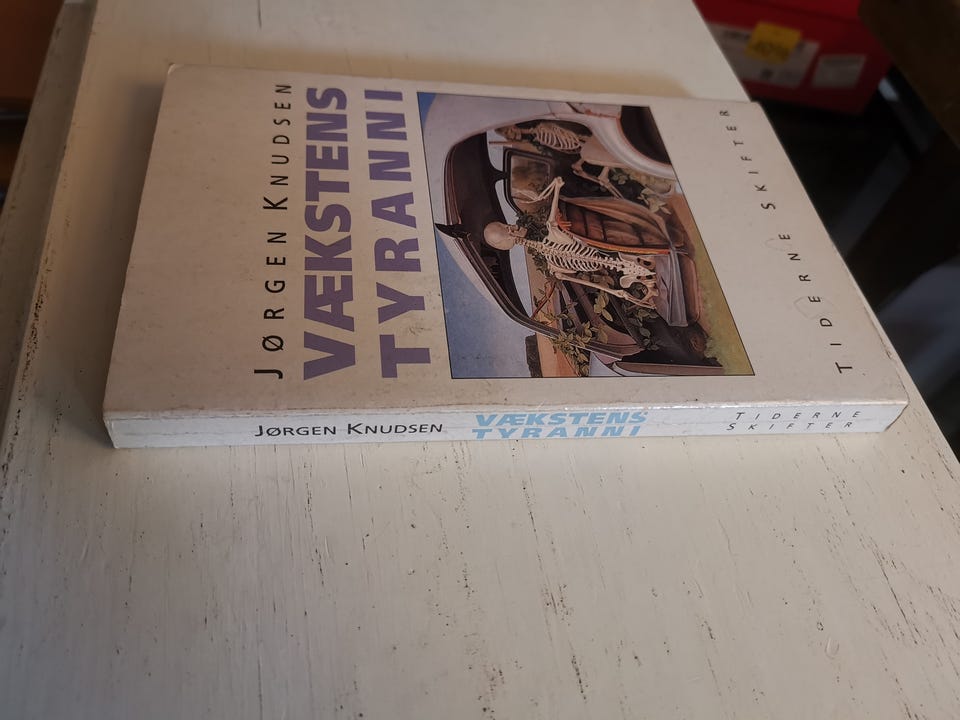 JØRGEN KNUDSEN
VÆKSTENS
TYRANNI
TIDERNE SKIFTER
JØRGEN KNUDSEN
VÆKSTENS
TYRANNI
TIDERNE
SKIFTER